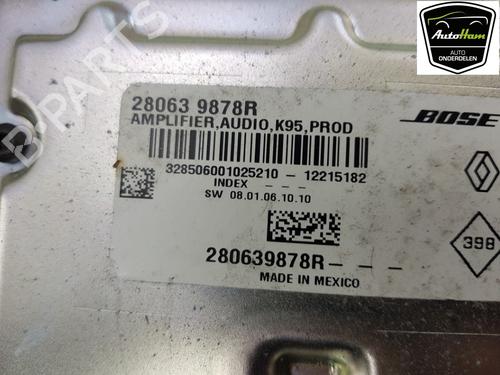 AutoHam
AUTO
ONDERDELEN
B-PARTS
28063 9878R
AMPLIFIER,AUDIO,K95,PROD
BOSE
328506001025210 - 12215182
INDEX - - -
SW 08.01.06.10.10
398
280639878R- - -
MADE IN MEXICO